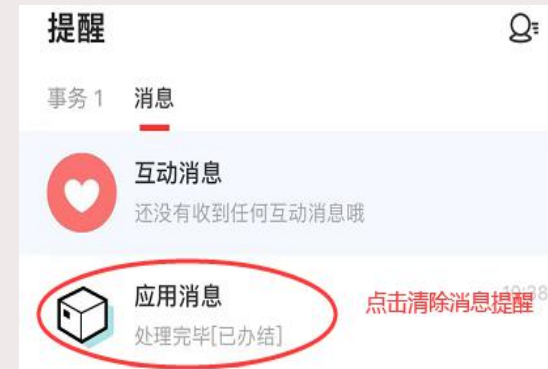 提醒
事务 1 消息
互动消息
还没有收到任何互动消息哦
应用消息
点击清除消息提醒
处理完毕[已办结]